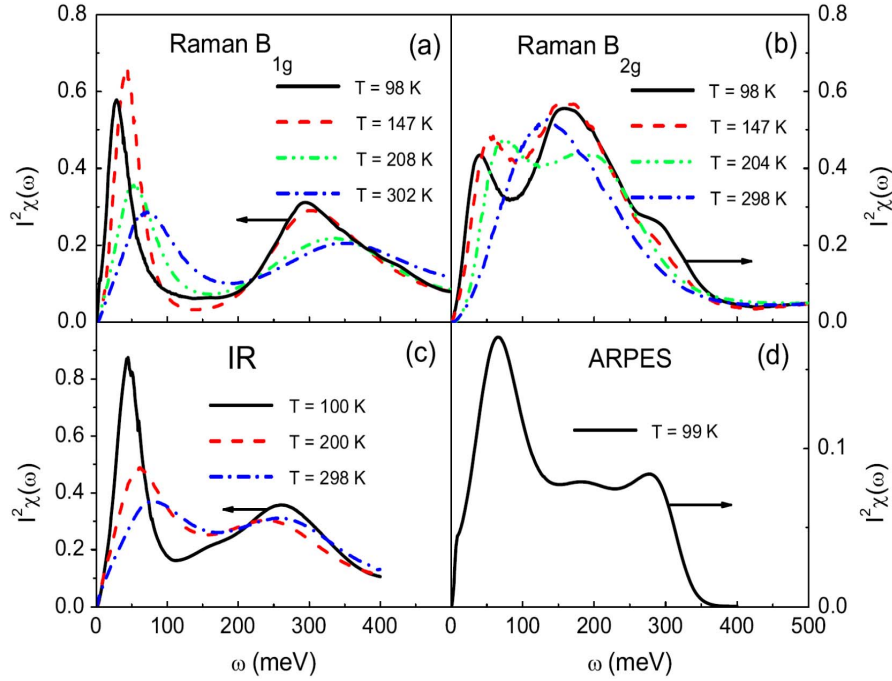 Raman B 1g
(a)
T = 98 K
T = 147 K
T = 208 K
T = 302 K
I²χ(ω)
0.8
0.6
0.4
0.2
0.0
Raman B 2g
(b)
T = 98 K
T = 147 K
T = 204 K
T = 298 K
I²χ(ω)
0.8
0.6
0.4
0.2
0.0
IR
(c)
T = 100 K
T = 200 K
T = 298 K
I²χ(ω)
0.8
0.6
0.4
0.2
0.0
0 100 200 300 400
ω (meV)
ARPES
(d)
T = 99 K
I²χ(ω)
0.1
0.0
0 100 200 300 400 500
ω (meV)